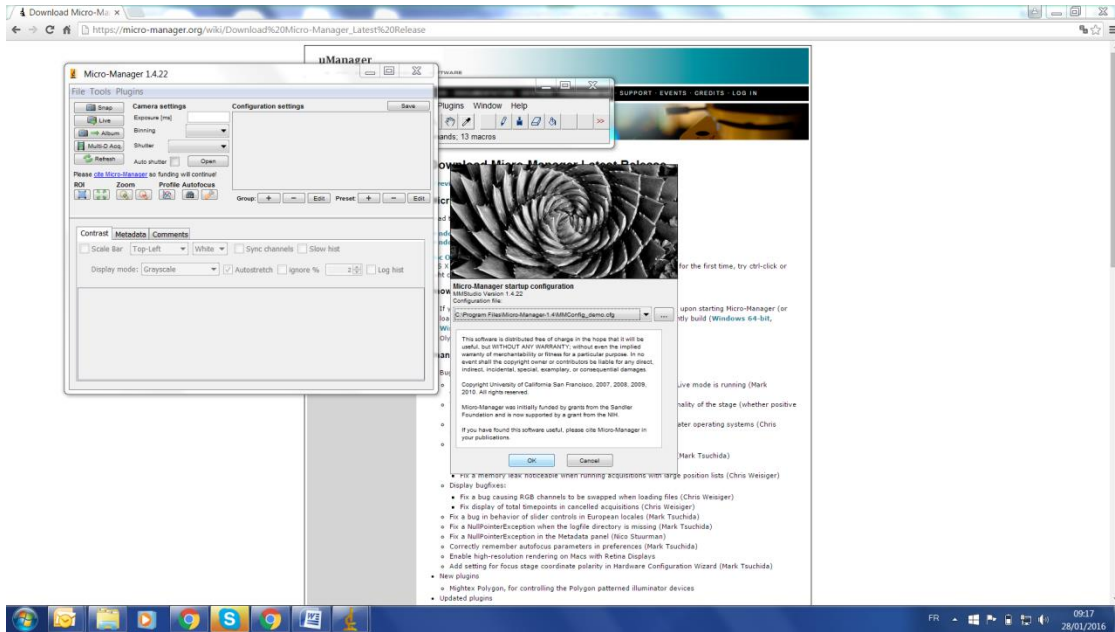 Download Micro-Ma
https://micro-manager.org/wiki/Download%20Micro-Manager_Latest%20Release
uManager
SUPPORT · EVENTS · CREDITS · LOG IN
Micro-Manager 1.4.22
File Tools Plugins
Snap
Live
Album
Multi-D Acq.
Refresh
Camera settings
Exposure [ms]
Binning
Shutter
Auto shutter
Open
Configuration settings
Save
Please cite Micro-Manager so funding will continue!
ROI Zoom Profile Autofocus
Group: + − Edit Preset: + − Edit
Contrast Metadata Comments
Scale Bar Top-Left White Sync channels Slow hist
Display mode: Grayscale Autostretch ignore % Log hist
Plugins Window Help
>>
ands; 13 macros
Micro-Manager startup configuration
MMStudio Version 1.4.22
Configuration file:
C:\Program Files\Micro-Manager-1.4\MMConfig_demo.cfg
...
This software is distributed free of charge in the hope that it will be
useful, but WITHOUT ANY WARRANTY; without even the implied
warranty of merchantability or fitness for a particular purpose. In no
event shall the copyright owner or contributors be liable for any direct,
indirect, incidental, special, examplary, or consequential damages.
Copyright University of California San Francisco, 2007, 2008, 2009,
2010. All rights reserved.
Micro-Manager was initially funded by grants from the Sandler
Foundation and is now supported by a grant from the NIH.
If you have found this software useful, please cite Micro-Manager in
your publications.
OK Cancel
for the first time, try ctrl-click or
upon starting Micro-Manager (or
ntly build (Windows 64-bit,
Live mode is running (Mark
nality of the stage (whether positive
ater operating systems (Chris
(Mark Tsuchida)
Fix a memory leak noticeable when running acquisitions with large position lists (Chris Weisiger)
Display bugfixes:
Fix a bug causing RGB channels to be swapped when loading files (Chris Weisiger)
Fix display of total timepoints in cancelled acquisitions (Chris Weisiger)
Fix a bug in behavior of slider controls in European locales (Mark Tsuchida)
Fix a NullPointerException when the logfile directory is missing (Mark Tsuchida)
Fix a NullPointerException in the Metadata panel (Nico Stuurman)
Correctly remember autofocus parameters in preferences (Mark Tsuchida)
Enable high-resolution rendering on Macs with Retina Displays
Add setting for focus stage coordinate polarity in Hardware Configuration Wizard (Mark Tsuchida)
New plugins
Mightex Polygon, for controlling the Polygon patterned illuminator devices
Updated plugins
FR
09:17
28/01/2016